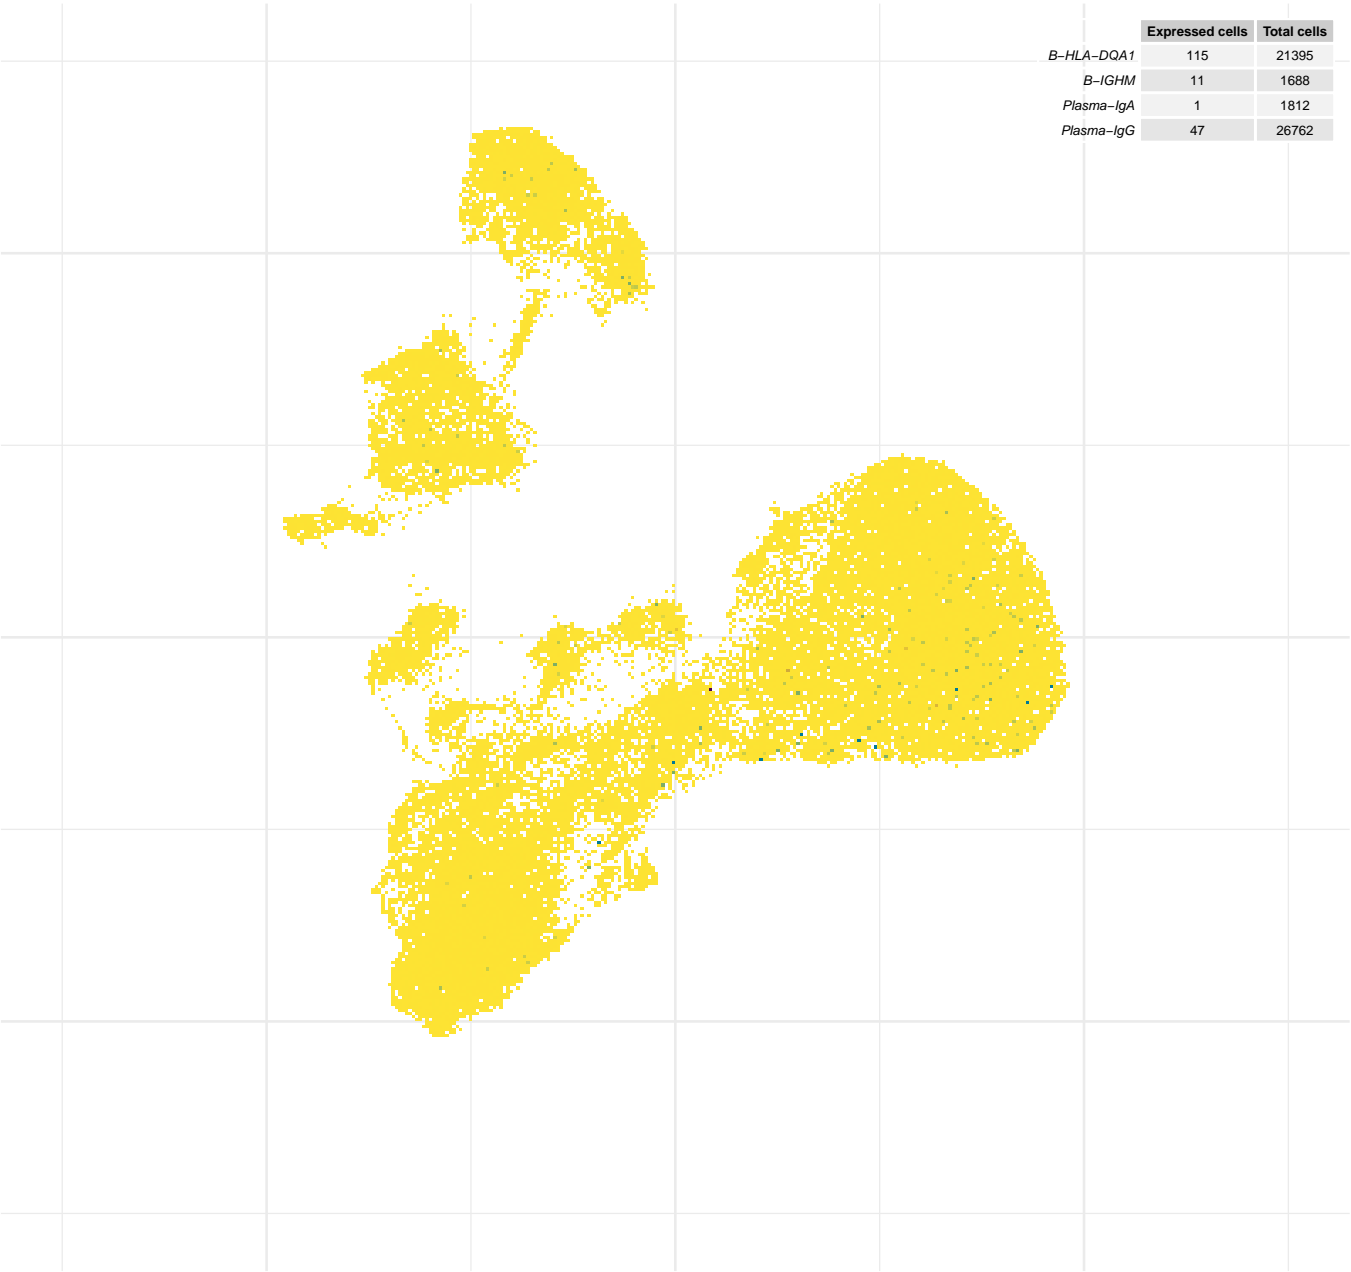 Expressed cells Total cells
B−HLA−DQA1 115 21395
B−IGHM 11 1688
Plasma−IgA 1 1812
Plasma−IgG 47 26762